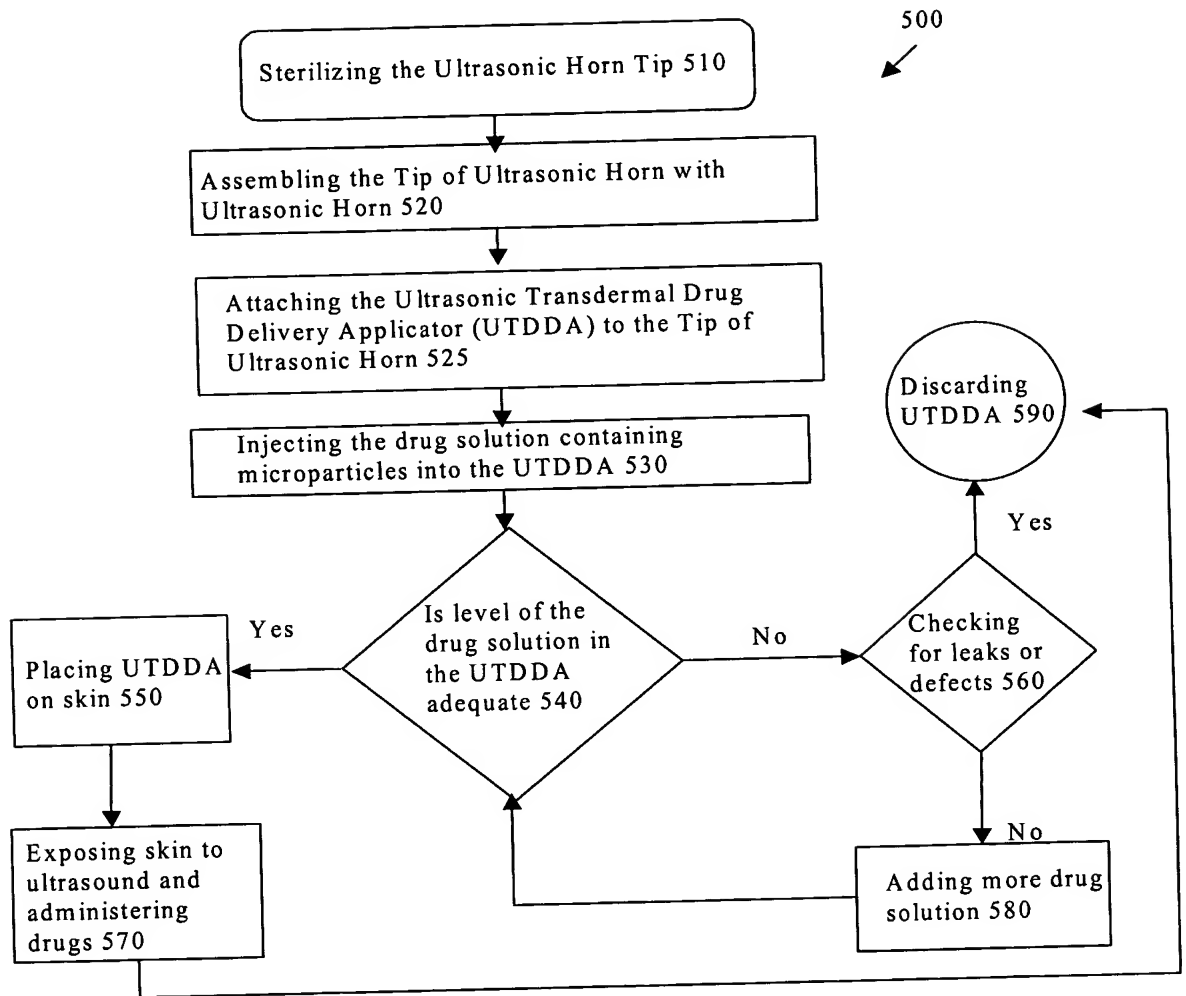 500
Sterilizing the Ultrasonic Horn Tip 510
Assembling the Tip of Ultrasonic Horn with
Ultrasonic Horn 520
Attaching the Ultrasonic Transdermal Drug
Delivery Applicator (UTDDA) to the Tip of
Ultrasonic Horn 525
Injecting the drug solution containing
microparticles into the UTDDA 530
Is level of the
drug solution in
the UTDDA
adequate 540
Yes
No
Placing UTDDA
on skin 550
Exposing skin to
ultrasound and
administering
drugs 570
Checking
for leaks or
defects 560
Yes
No
Discarding
UTDDA 590
Adding more drug
solution 580